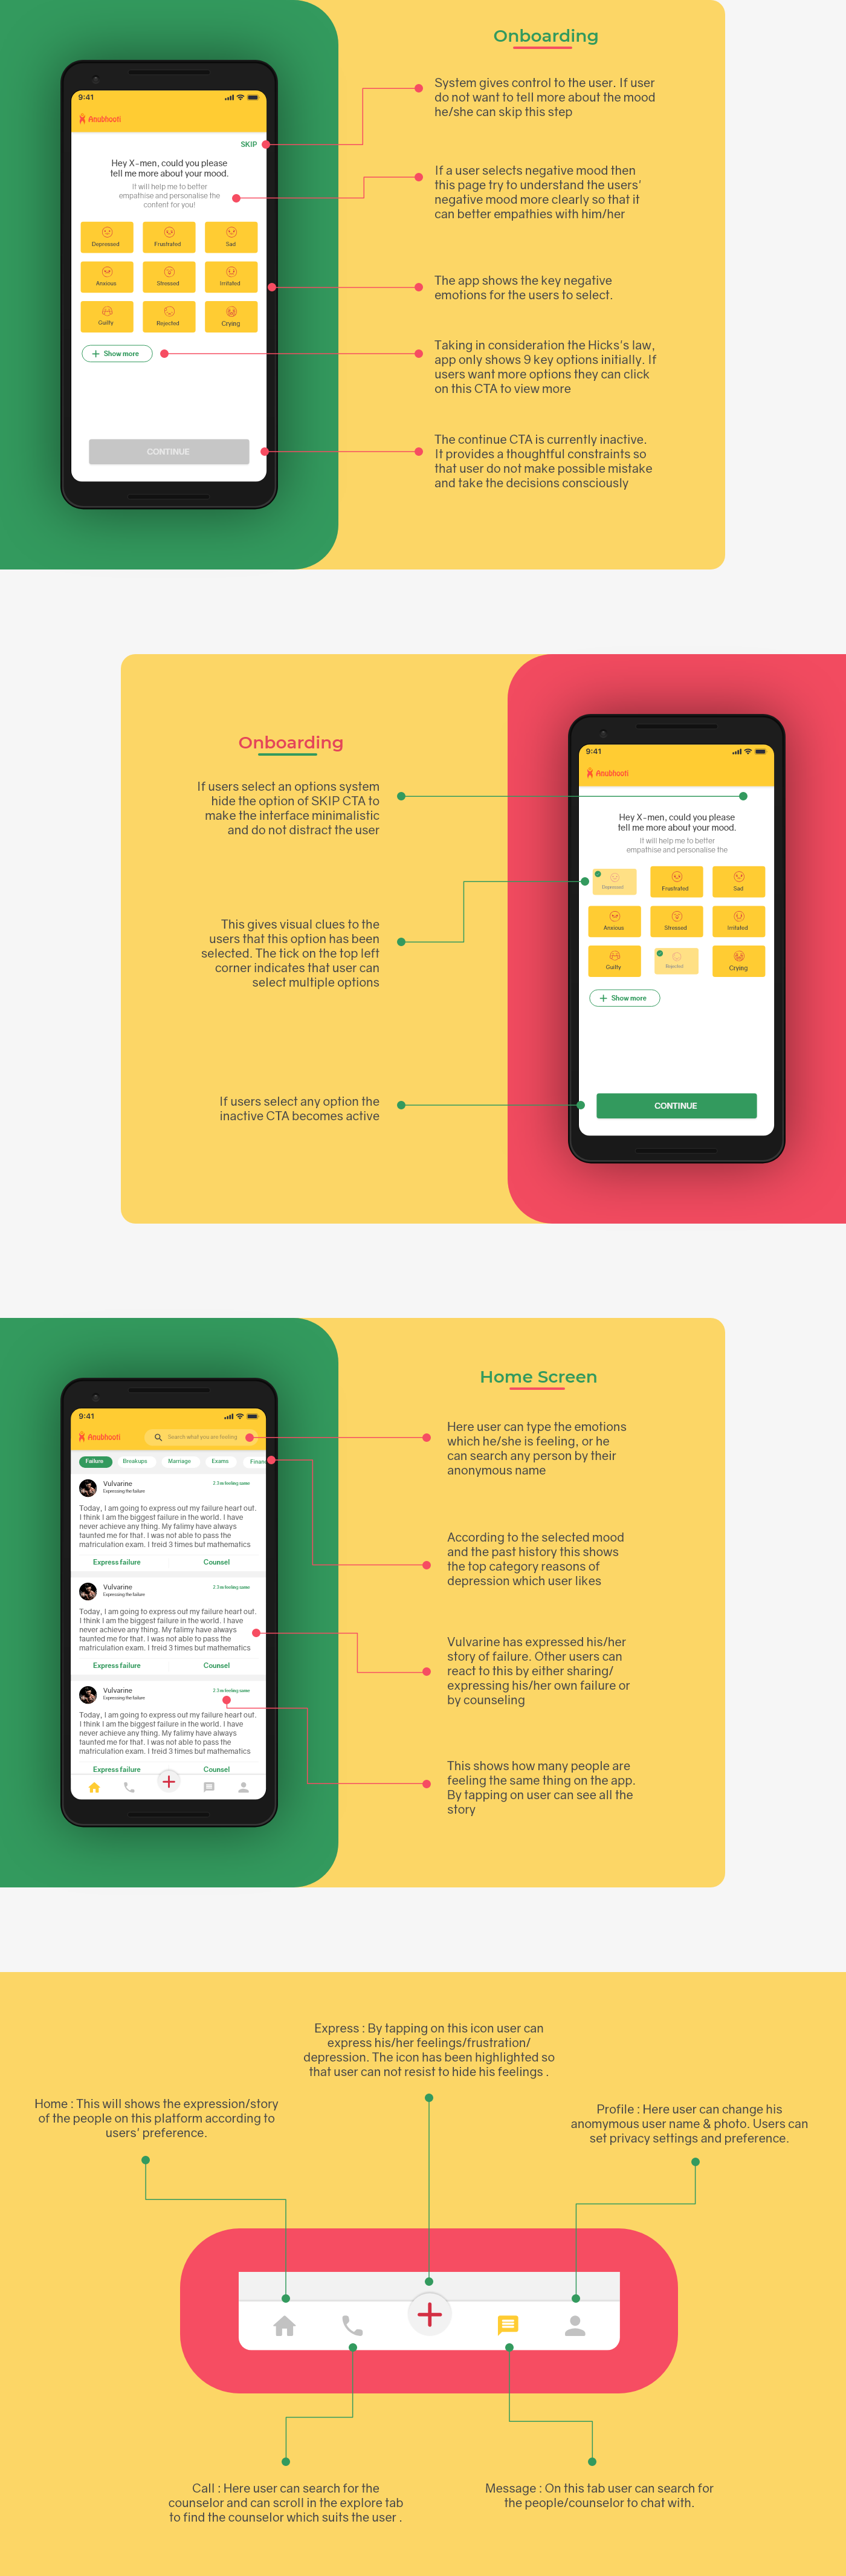 Onboarding
System gives control to the user. If user
do not want to tell more about the mood
he/she can skip this step
If a user selects negative mood then
this page try to understand the users'
negative mood more clearly so that it
can better empathies with him/her
The app shows the key negative
emotions for the users to select.
Taking in consideration the Hicks's law,
app only shows 9 key options initially. If
users want more options they can click
on this CTA to view more
The continue CTA is currently inactive.
It provides a thoughtful constraints so
that user do not make possible mistake
and take the decisions consciously
9:41
Anubhooti
SKIP
Hey X-men, could you please
tell me more about your mood.
It will help me to better
empathise and personalise the
content for you!
Depressed
Frustrated
Sad
Anxious
Stressed
Irritated
Guilty
Rejected
Crying
Show more
CONTINUE
Onboarding
If users select an options system
hide the option of SKIP CTA to
make the interface minimalistic
and do not distract the user
This gives visual clues to the
users that this option has been
selected. The tick on the top left
corner indicates that user can
select multiple options
If users select any option the
inactive CTA becomes active
9:41
Anubhooti
Hey X-men, could you please
tell me more about your mood.
It will help me to better
empathise and personalise the
Depressed
Frustrated
Sad
Anxious
Stressed
Irritated
Guilty
Rejected
Crying
Show more
CONTINUE
Home Screen
Here user can type the emotions
which he/she is feeling, or he
can search any person by their
anonymous name
According to the selected mood
and the past history this shows
the top category reasons of
depression which user likes
Vulvarine has expressed his/her
story of failure. Other users can
react to this by either sharing/
expressing his/her own failure or
by counseling
This shows how many people are
feeling the same thing on the app.
By tapping on user can see all the
story
9:41
Anubhooti
Search what you are feeling
Failure
Breakups
Marriage
Exams
Finan
Vulvarine
Expressing the failure
2.3 m feeling same
Today, I am going to express out my failure heart out.
I think I am the biggest failure in the world. I have
never achieve any thing. My falimy have always
taunted me for that. I was not able to pass the
matriculation exam. I treid 3 times but mathematics
Express failure
Counsel
Vulvarine
Expressing the failure
2.3 m feeling same
Today, I am going to express out my failure heart out.
I think I am the biggest failure in the world. I have
never achieve any thing. My falimy have always
taunted me for that. I was not able to pass the
matriculation exam. I treid 3 times but mathematics
Express failure
Counsel
Vulvarine
Expressing the failure
2.3 m feeling same
Today, I am going to express out my failure heart out.
I think I am the biggest failure in the world. I have
never achieve any thing. My falimy have always
taunted me for that. I was not able to pass the
matriculation exam. I treid 3 times but mathematics
Express failure
Counsel
Express : By tapping on this icon user can
express his/her feelings/frustration/
depression. The icon has been highlighted so
that user can not resist to hide his feelings .
Home : This will shows the expression/story
of the people on this platform according to
users' preference.
Profile : Here user can change his
anomymous user name & photo. Users can
set privacy settings and preference.
Call : Here user can search for the
counselor and can scroll in the explore tab
to find the counselor which suits the user .
Message : On this tab user can search for
the people/counselor to chat with.